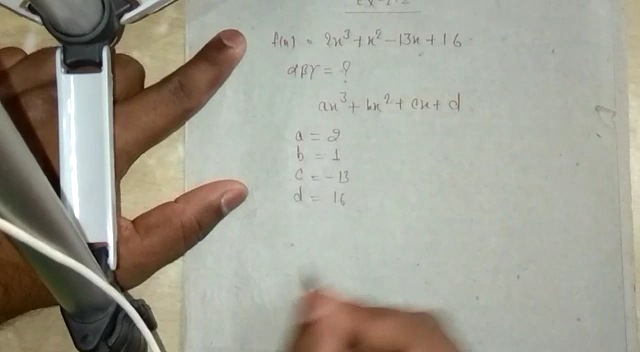 f(x) = 2x³ + x² - 13x + 16
αβγ = ?
ax³ + bx² + cx + d
a = 2
b = 1
c = -13
d = 16